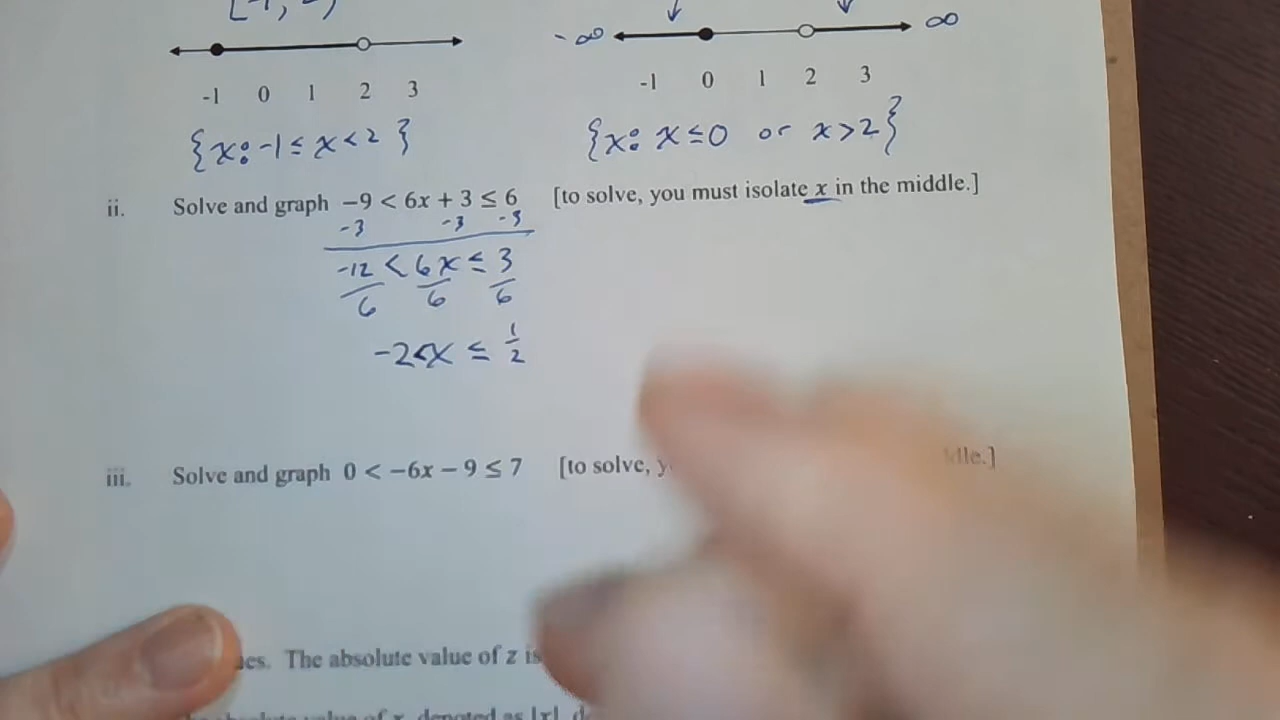 -∞ ∞
-1 0 1 2 3
-1 0 1 2 3
{x: -1 ≤ x < 2}
{x: x ≤ 0 or x > 2}
ii. Solve and graph −9 < 6x + 3 ≤ 6 [to solve, you must isolate x in the middle.]
-3 -3 -3
-12 < 6x ≤ 3
6 6 6
-2 < x ≤ 1/2
iii. Solve and graph 0 < −6x − 9 ≤ 7 [to solve,
The absolute value of z is
denoted as |x|,